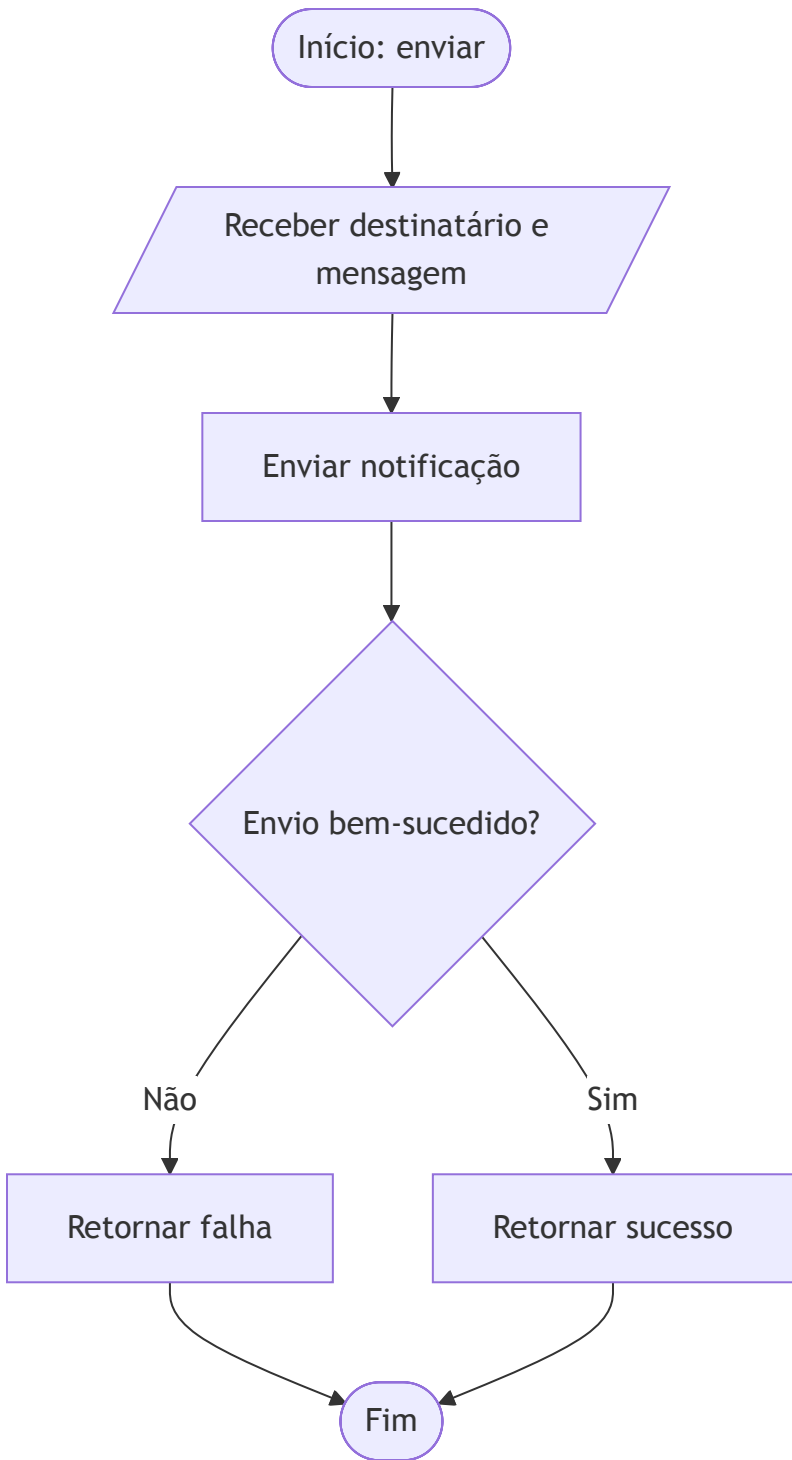 Início: enviar
Receber destinatário e
mensagem
Enviar notificação
Envio bem-sucedido?
Não
Sim
Retornar falha
Retornar sucesso
Fim